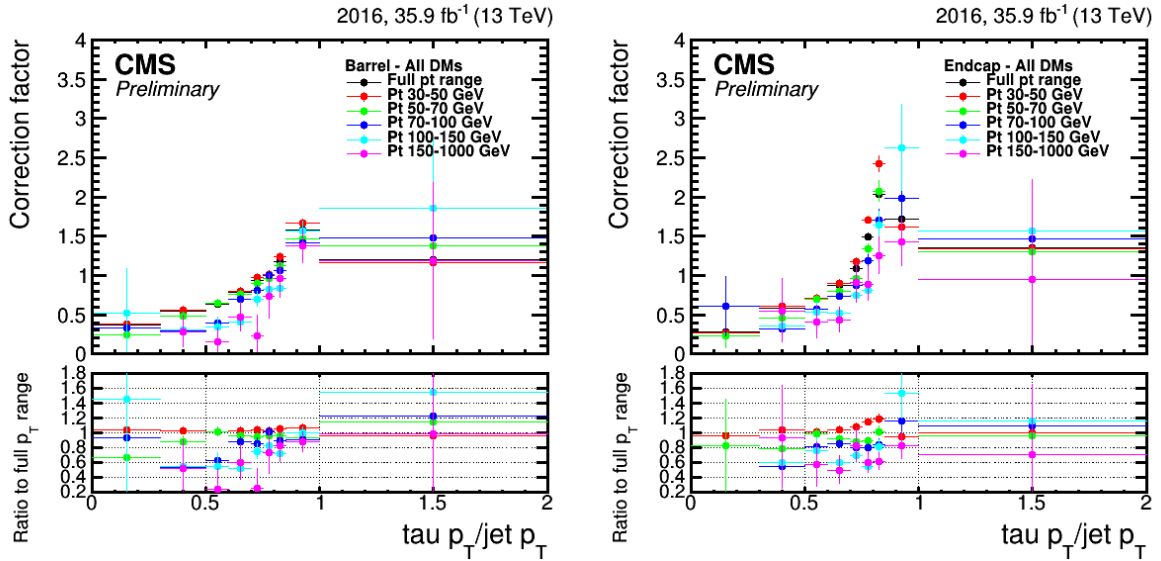 2016, 35.9 fb-1 (13 TeV)
CMS
Preliminary
Barrel - All DMs
Full pt range
Pt 30-50 GeV
Pt 50-70 GeV
Pt 70-100 GeV
Pt 100-150 GeV
Pt 150-1000 GeV
Correction factor
4
3.5
3
2.5
2
1.5
1
0.5
0
Ratio to full pT range
1.8
1.6
1.4
1.2
1.0
0.8
0.6
0.4
0.2
0 0.5 1 1.5 2
tau pT/jet pT
2016, 35.9 fb-1 (13 TeV)
CMS
Preliminary
Endcap - All DMs
Full pt range
Pt 30-50 GeV
Pt 50-70 GeV
Pt 70-100 GeV
Pt 100-150 GeV
Pt 150-1000 GeV
Correction factor
4
3.5
3
2.5
2
1.5
1
0.5
0
Ratio to full pT range
1.8
1.6
1.4
1.2
1.0
0.8
0.6
0.4
0.2
0 0.5 1 1.5 2
tau pT/jet pT